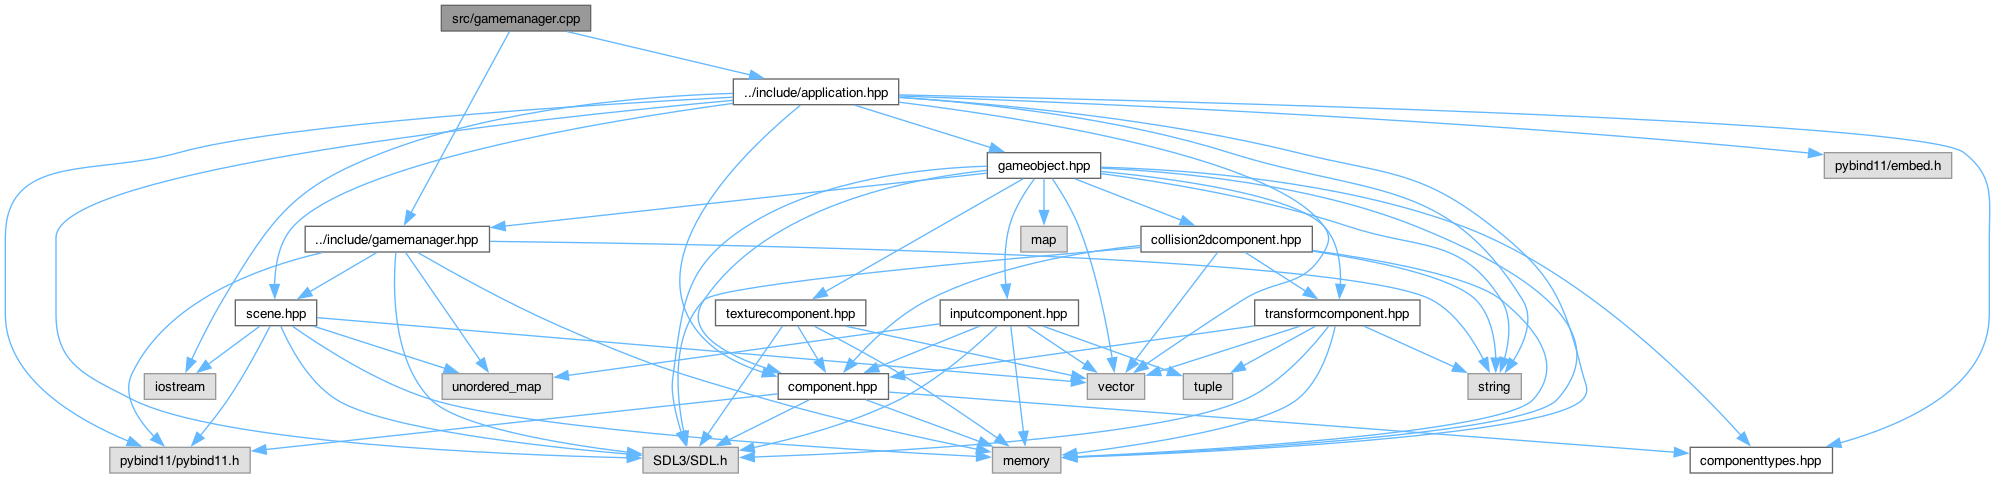 src/gamemanager.cpp
../include/application.hpp
gameobject.hpp
pybind11/embed.h
../include/gamemanager.hpp
map
collision2dcomponent.hpp
scene.hpp
texturecomponent.hpp
inputcomponent.hpp
transformcomponent.hpp
iostream
unordered_map
component.hpp
vector
tuple
string
pybind11/pybind11.h
SDL3/SDL.h
memory
componenttypes.hpp